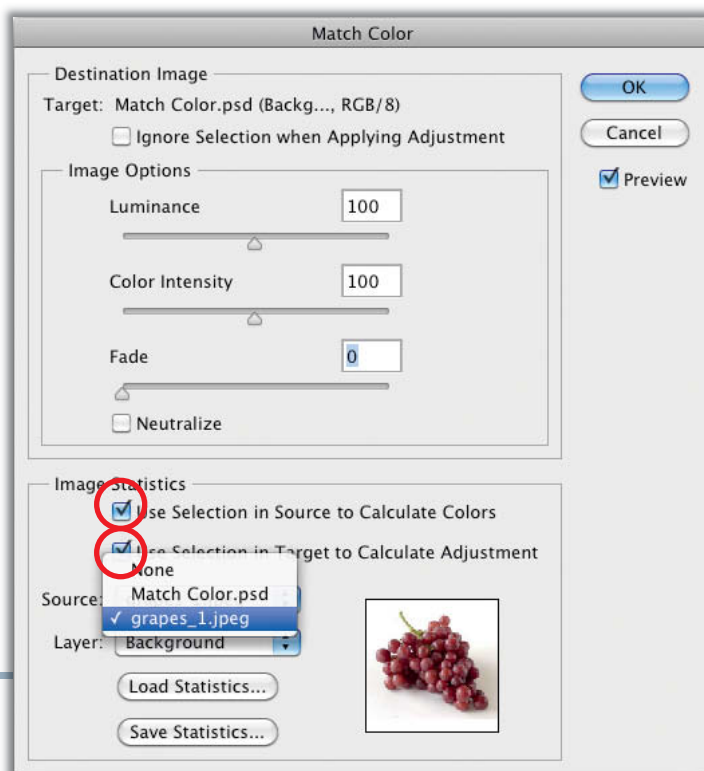 Match Color
Destination Image
OK
Target: Match Color.psd (Backg..., RGB/8)
Ignore Selection when Applying Adjustment
Cancel
Image Options
Preview
Luminance 100
Color Intensity 100
Fade 0
Neutralize
Image Statistics
Use Selection in Source to Calculate Colors
Use Selection in Target to Calculate Adjustment
None
Match Color.psd
Source:
grapes_1.jpeg
Layer: Background
Load Statistics...
Save Statistics...